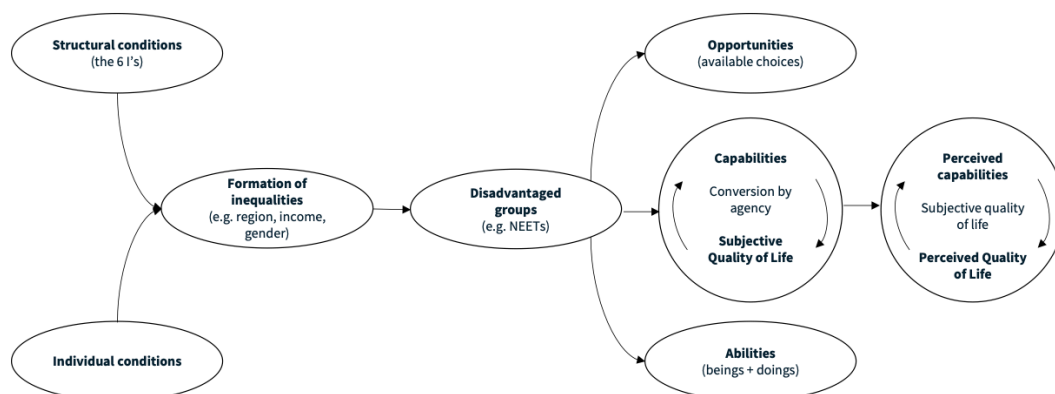 Structural conditions
(the 6 I's)
Individual conditions
Formation of
inequalities
(e.g. region, income,
gender)
Disadvantaged
groups
(e.g. NEETs)
Opportunities
(available choices)
Capabilities
Conversion by
agency
Subjective
Quality of Life
Abilities
(beings + doings)
Perceived
capabilities
Subjective quality
of life
Perceived Quality
of Life